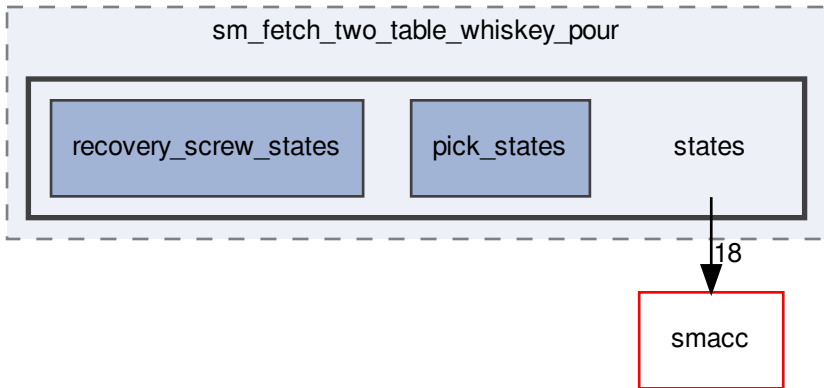 sm_fetch_two_table_whiskey_pour
recovery_screw_states
pick_states
states
18
smacc